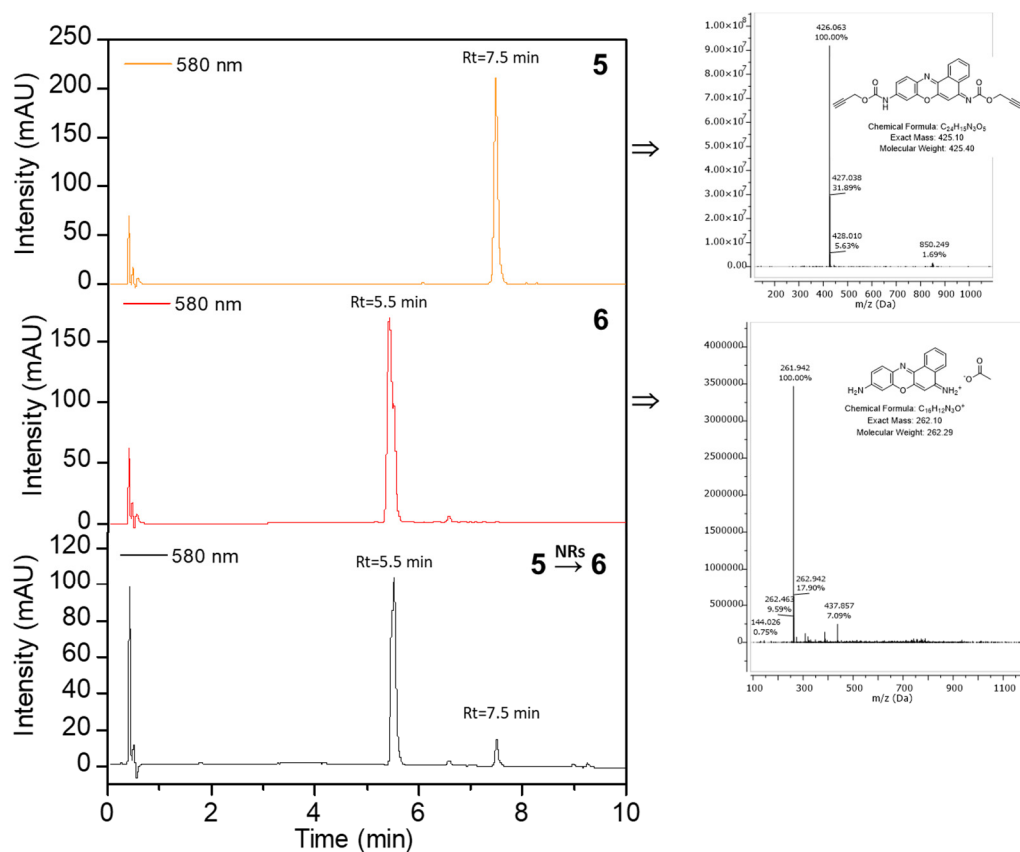 Intensity (mAU)
250
200
150
100
50
0
580 nm
Rt=7.5 min
5
⇒
Intensity (mAU)
150
100
50
0
580 nm
Rt=5.5 min
6
⇒
Intensity (mAU)
120
100
80
60
40
20
0
580 nm
Rt=5.5 min
NRs
5 → 6
Rt=7.5 min
0 2 4 6 8 10
Time (min)
1.00×10⁸
9.00×10⁷
8.00×10⁷
7.00×10⁷
6.00×10⁷
5.00×10⁷
4.00×10⁷
3.00×10⁷
2.00×10⁷
1.00×10⁷
0.00
426.063
100.00%
O O N NH O N O O
Chemical Formula: C₂₄H₁₅N₃O₅
Exact Mass: 425.10
Molecular Weight: 425.40
427.038
31.89%
428.010
5.63%
850.249
1.69%
200 300 400 500 600 700 800 900 1000
m/z (Da)
4000000
3500000
3000000
2500000
2000000
1500000
1000000
500000
0
261.942
100.00%
H₂N N O NH₂⁺ ⁻O O
Chemical Formula: C₁₆H₁₂N₃O⁺
Exact Mass: 262.10
Molecular Weight: 262.29
262.942
17.90%
262.463
9.59%
144.026
0.75%
437.857
7.09%
100 300 500 700 900 1100
m/z (Da)